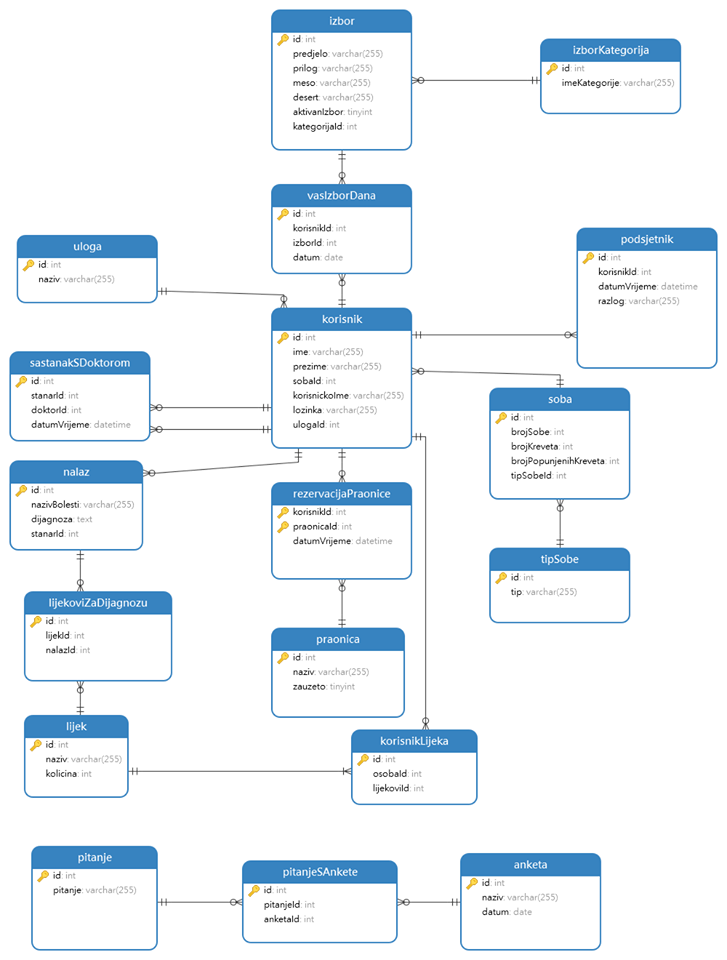 izbor
id: int
predjelo: varchar(255)
prilog: varchar(255)
meso: varchar(255)
desert: varchar(255)
aktivanIzbor: tinyint
kategorijaId: int
izborKategorija
id: int
imeKategorije: varchar(255)
vasIzborDana
id: int
korisnikId: int
izborId: int
datum: date
uloga
id: int
naziv: varchar(255)
podsjetnik
id: int
korisnikId: int
datumVrijeme: datetime
razlog: varchar(255)
korisnik
id: int
ime: varchar(255)
prezime: varchar(255)
sobaId: int
korisnickoIme: varchar(255)
lozinka: varchar(255)
ulogaId: int
sastanakSDoktorom
id: int
stanarId: int
doktorId: int
datumVrijeme: datetime
soba
id: int
brojSobe: int
brojKreveta: int
brojPopunjenihKreveta: int
tipSobeId: int
nalaz
id: int
nazivBolesti: varchar(255)
dijagnoza: text
stanarId: int
rezervacijaPraonice
korisnikId: int
praonicaId: int
datumVrijeme: datetime
tipSobe
id: int
tip: varchar(255)
lijekoviZaDijagnozu
id: int
lijekId: int
nalazId: int
praonica
id: int
naziv: varchar(255)
zauzeto: tinyint
lijek
id: int
naziv: varchar(255)
kolicina: int
korisnikLijeka
id: int
osobaId: int
lijekoviId: int
pitanje
id: int
pitanje: varchar(255)
pitanjeSAnkete
id: int
pitanjeId: int
anketaId: int
anketa
id: int
naziv: varchar(255)
datum: date